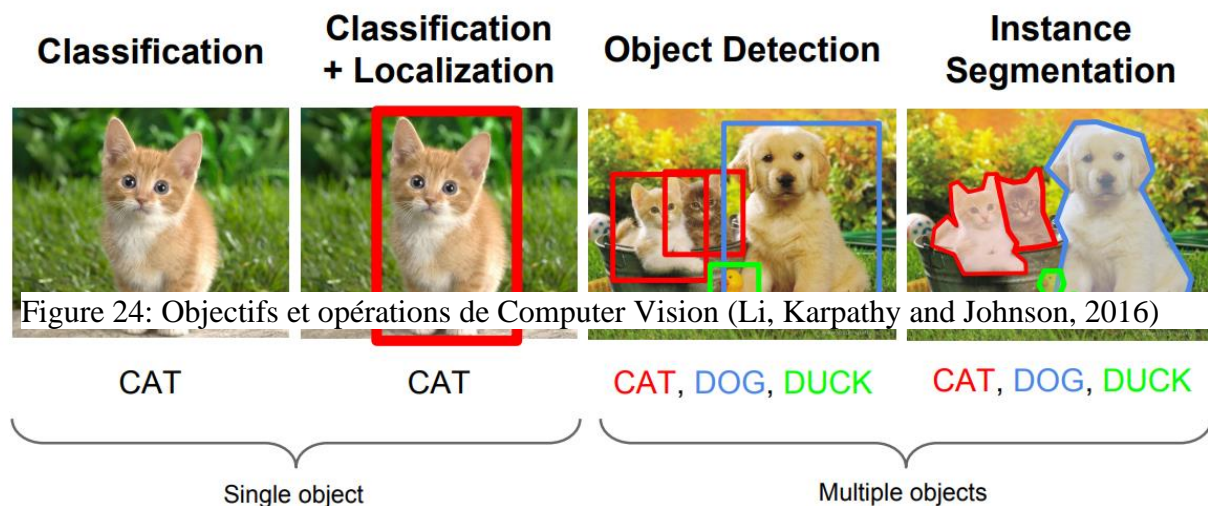 Classification
Classification
+ Localization
Object Detection
Instance
Segmentation
Figure 24: Objectifs et opérations de Computer Vision (Li, Karpathy and Johnson, 2016)
CAT
CAT
CAT, DOG, DUCK
CAT, DOG, DUCK
Single object
Multiple objects